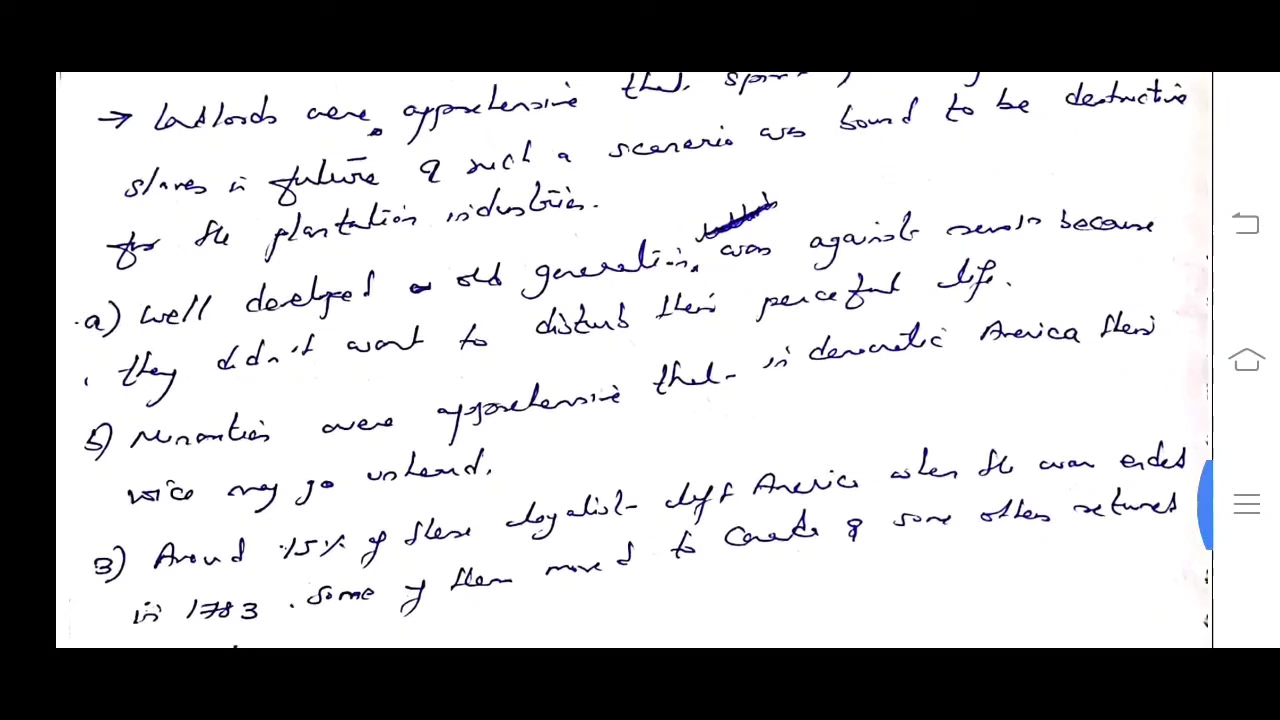 → Landlords were apprehensive that
slaves in future & such a scenario was bound to be destructive
for the plantation industries.
a) Well developed old generation was against because
they didn't want to disturb their peaceful life.
5) Minorities were apprehensive that in democratic America their
voice may go unheard.
3) Around 15% of these loyalist left America when the war ended
in 1783. Some of them moved to Canada & some others returned